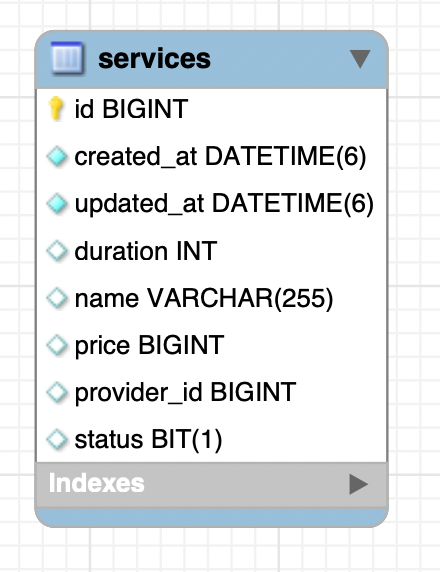 services
id BIGINT
created_at DATETIME(6)
updated_at DATETIME(6)
duration INT
name VARCHAR(255)
price BIGINT
provider_id BIGINT
status BIT(1)
Indexes